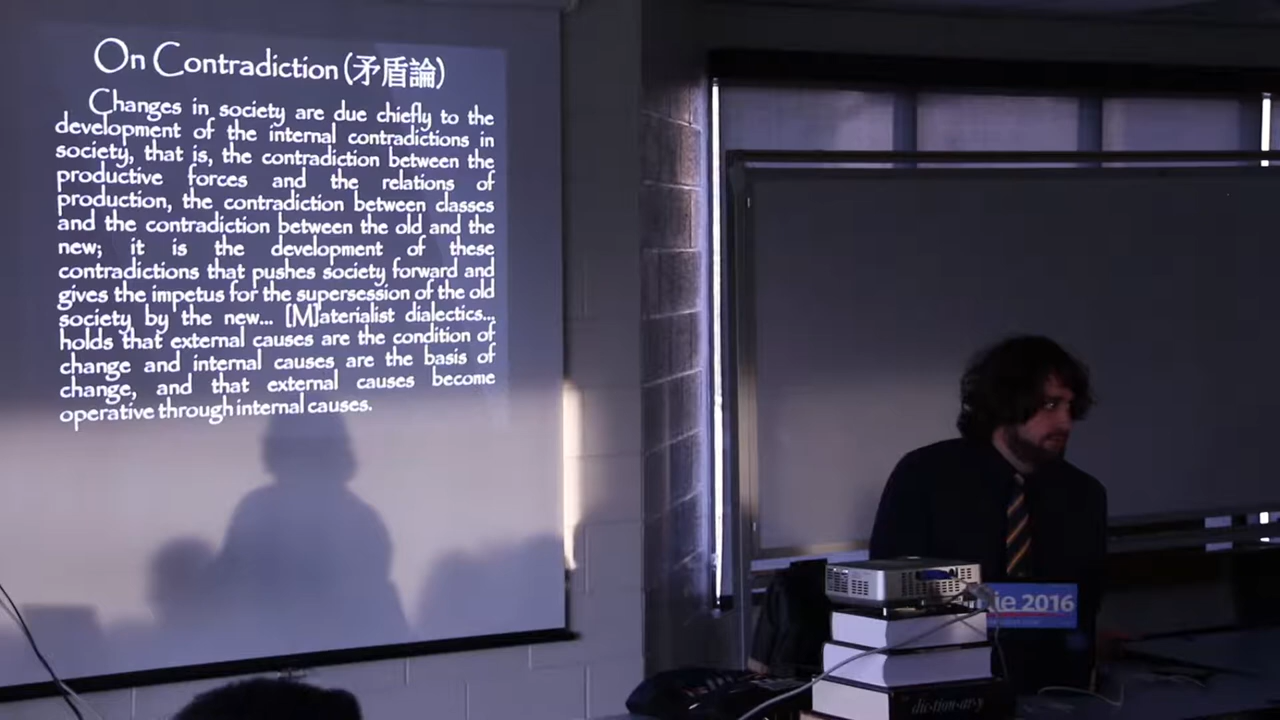 On Contradiction (矛盾論)
Changes in society are due chiefly to the
development of the internal contradictions in
society, that is, the contradiction between the
productive forces and the relations of
production, the contradiction between classes
and the contradiction between the old and the
new; it is the development of these
contradictions that pushes society forward and
gives the impetus for the supersession of the old
society by the new... [M]aterialist dialectics...
holds that external causes are the condition of
change and internal causes are the basis of
change, and that external causes become
operative through internal causes.
ie 2016
dic·tion·ar·y